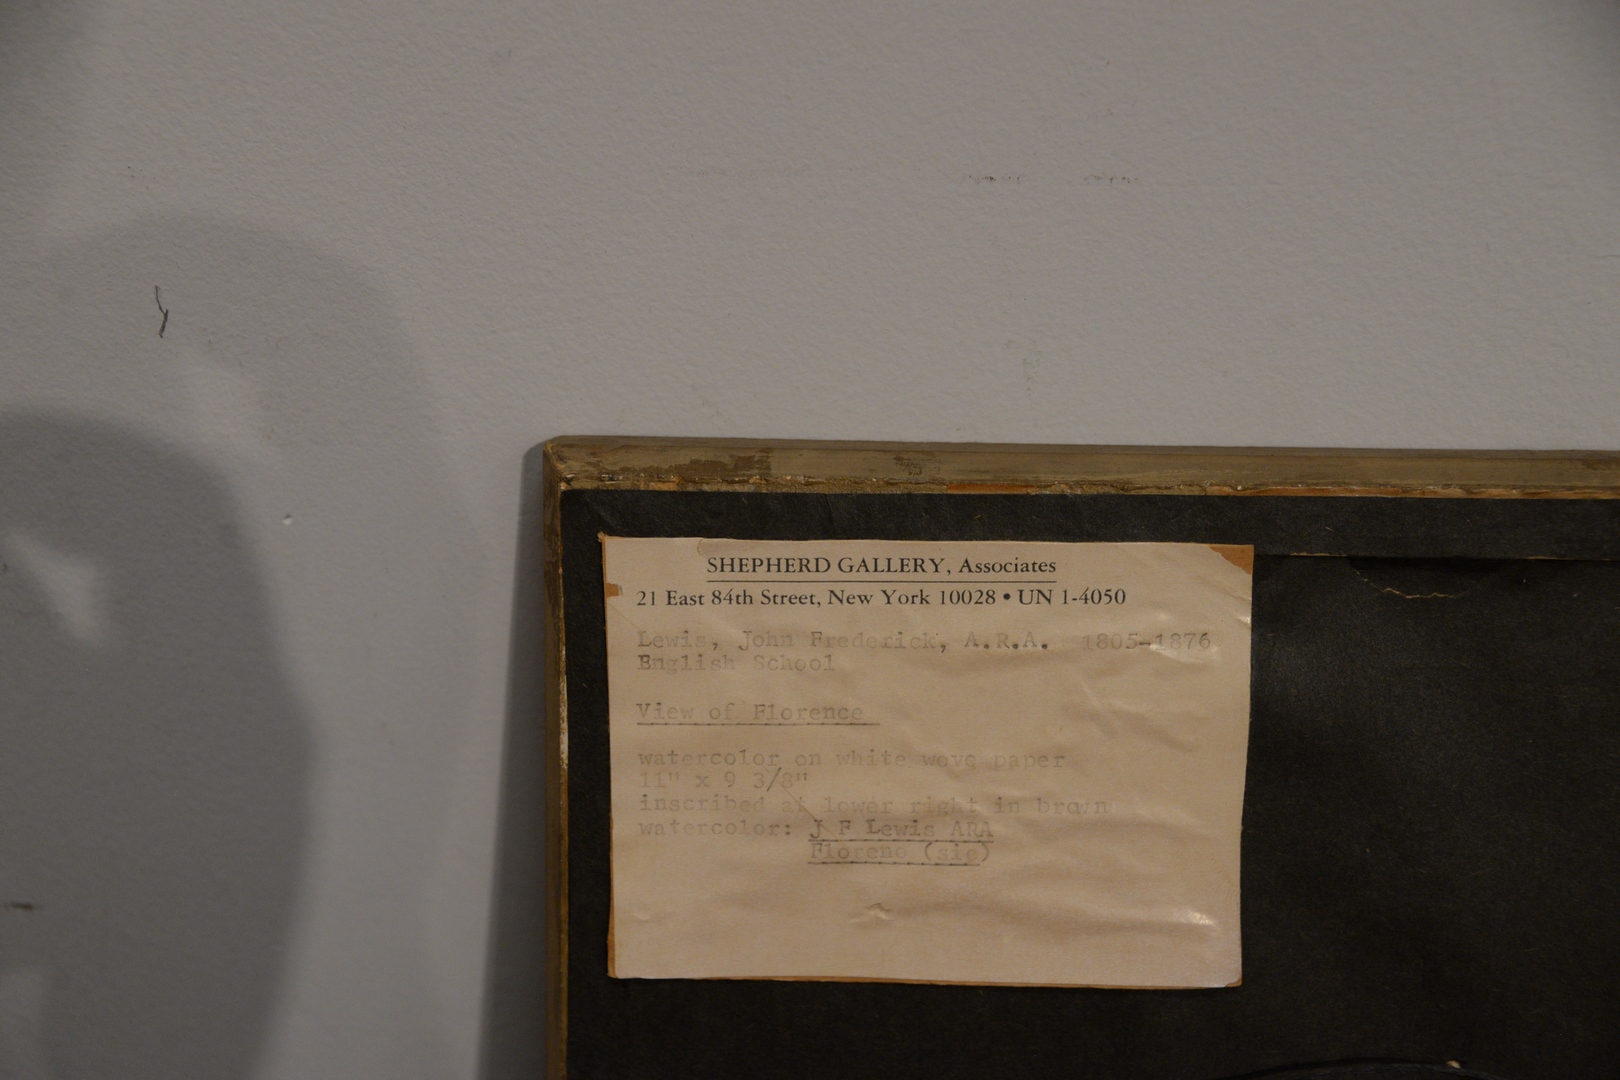 SHEPHERD GALLERY, Associates
21 East 84th Street, New York 10028 • UN 1-4050
Lewis, John Frederick, A.R.A. 1805-1876
English School
View of Florence
watercolor on white wove paper
11" x 9 3/8"
inscribed at lower right in brown
watercolor: J F Lewis ARA
Floreno (sic)